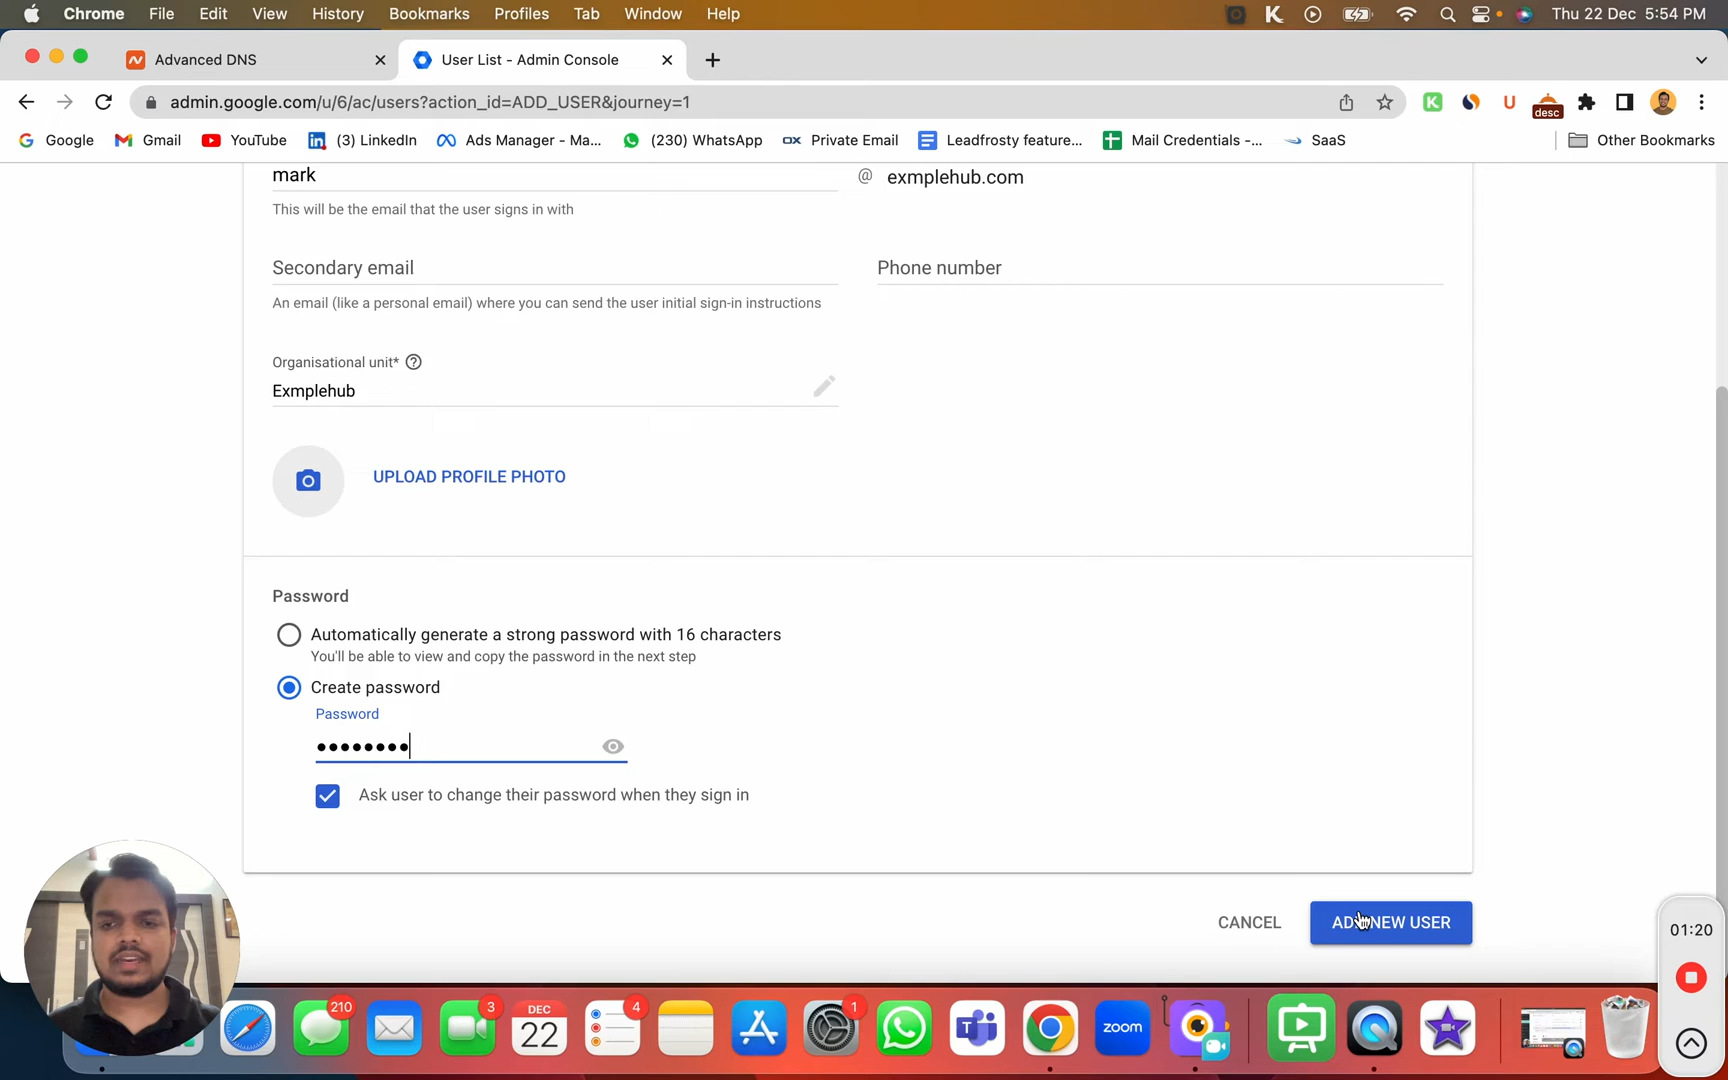 Chrome File Edit View History Bookmarks Profiles Tab Window Help Thu 22 Dec 5:54 PM
Advanced DNS User List - Admin Console
admin.google.com/u/6/ac/users?action_id=ADD_USER&journey=1 desc
Google Gmail YouTube (3) LinkedIn Ads Manager - Ma... (230) WhatsApp OX Private Email Leadfrosty feature... Mail Credentials -... SaaS Other Bookmarks
mark @ exmplehub.com
This will be the email that the user signs in with
Secondary email Phone number
An email (like a personal email) where you can send the user initial sign-in instructions
Organisational unit*
Exmplehub
UPLOAD PROFILE PHOTO
Password
Automatically generate a strong password with 16 characters
You'll be able to view and copy the password in the next step
Create password
Password
Ask user to change their password when they sign in
CANCEL ADD NEW USER
01:20
210 3 DEC 22 4 1 zoom